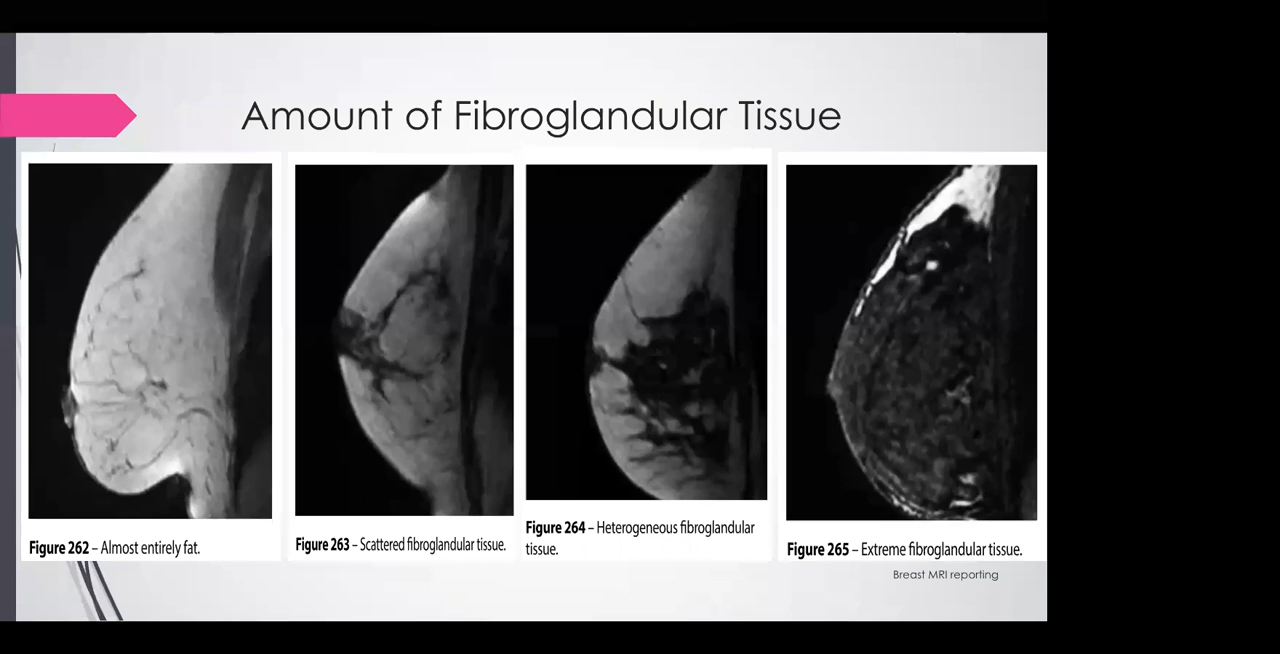 Amount of Fibroglandular Tissue
Figure 262 – Almost entirely fat.
Figure 263 – Scattered fibroglandular tissue.
Figure 264 – Heterogeneous fibroglandular
tissue.
Figure 265 – Extreme fibroglandular tissue.
Breast MRI reporting